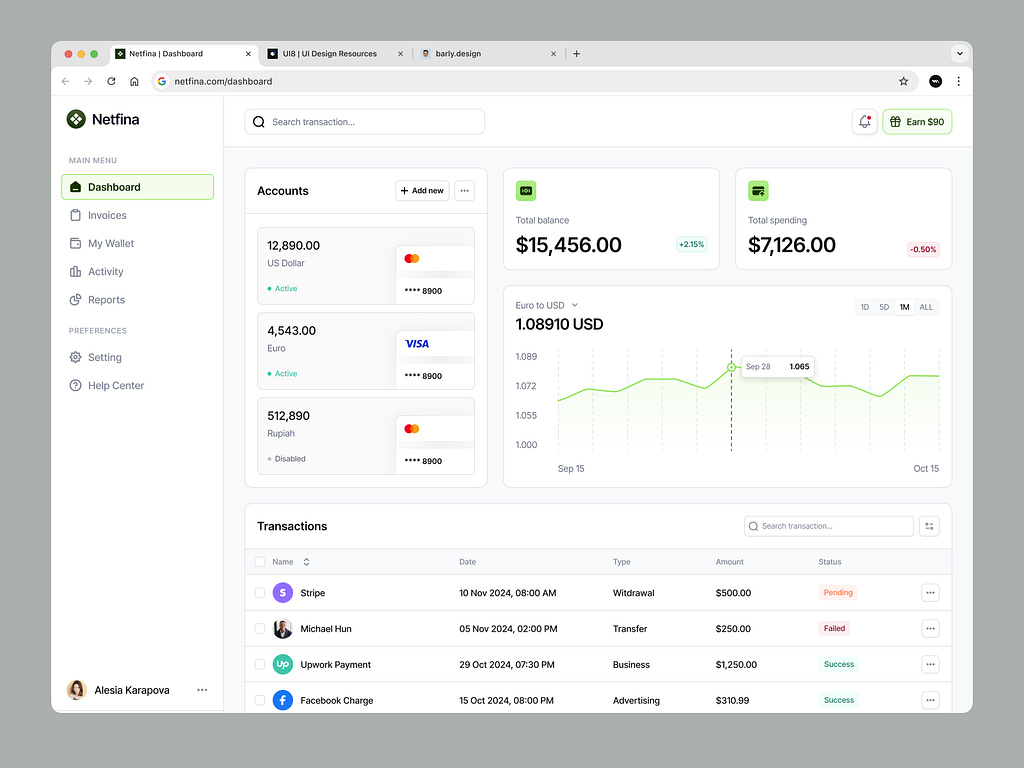 Netfina | Dashboard
UI8 | UI Design Resources
barly.design
netfina.com/dashboard
Netfina
Search transaction...
Earn $90
MAIN MENU
Dashboard
Invoices
My Wallet
Activity
Reports
PREFERENCES
Setting
Help Center
Alesia Karapova
Accounts
Add new
12,890.00
US Dollar
Active
•••• 8900
4,543.00
Euro
Active
VISA
•••• 8900
512,890
Rupiah
Disabled
•••• 8900
Total balance
$15,456.00
+2.15%
Total spending
$7,126.00
-0.50%
Euro to USD
1.08910 USD
1D 5D 1M ALL
1.089
1.072
1.055
1.000
Sep 28 1.065
Sep 15
Oct 15
Transactions
Search transaction...
Name Date Type Amount Status
S Stripe 10 Nov 2024, 08:00 AM Witdrawal $500.00 Pending
Michael Hun 05 Nov 2024, 02:00 PM Transfer $250.00 Failed
Up Upwork Payment 29 Oct 2024, 07:30 PM Business $1,250.00 Success
f Facebook Charge 15 Oct 2024, 08:00 PM Advertising $310.99 Success